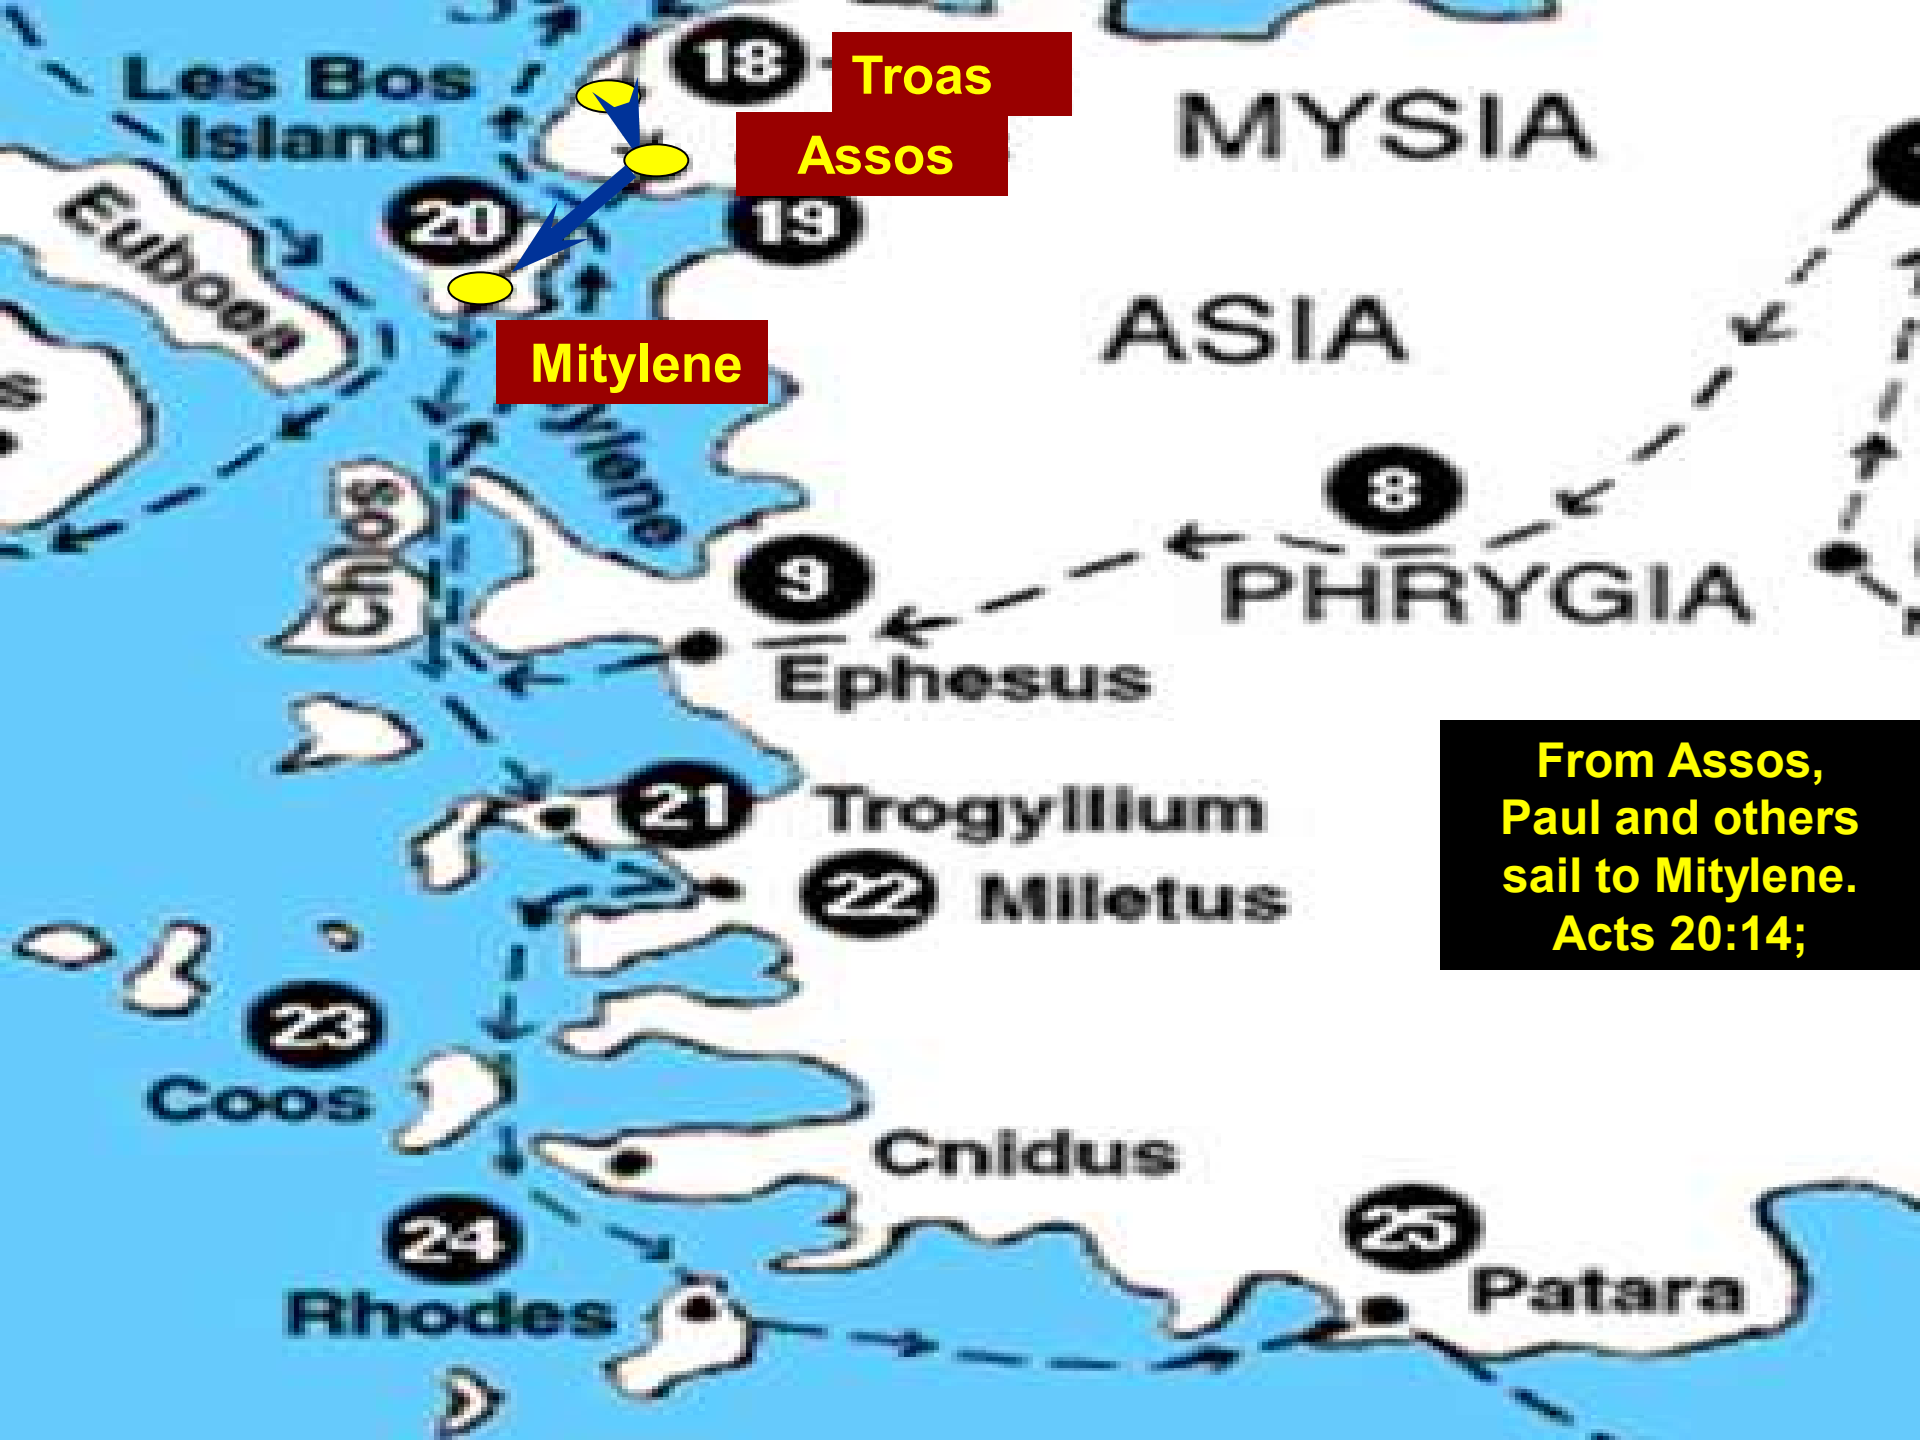 18
Troas
Les Bos
Island
MYSIA
Assos
Euboea
20
19
ASIA
Mitylene
ylene
Chios
8
9
PHRYGIA
Ephesus
From Assos,
Paul and others
sail to Mitylene.
Acts 20:14;
21
Trogyllium
22
Miletus
23
Coos
Cnidus
24
25
Rhodes
Patara